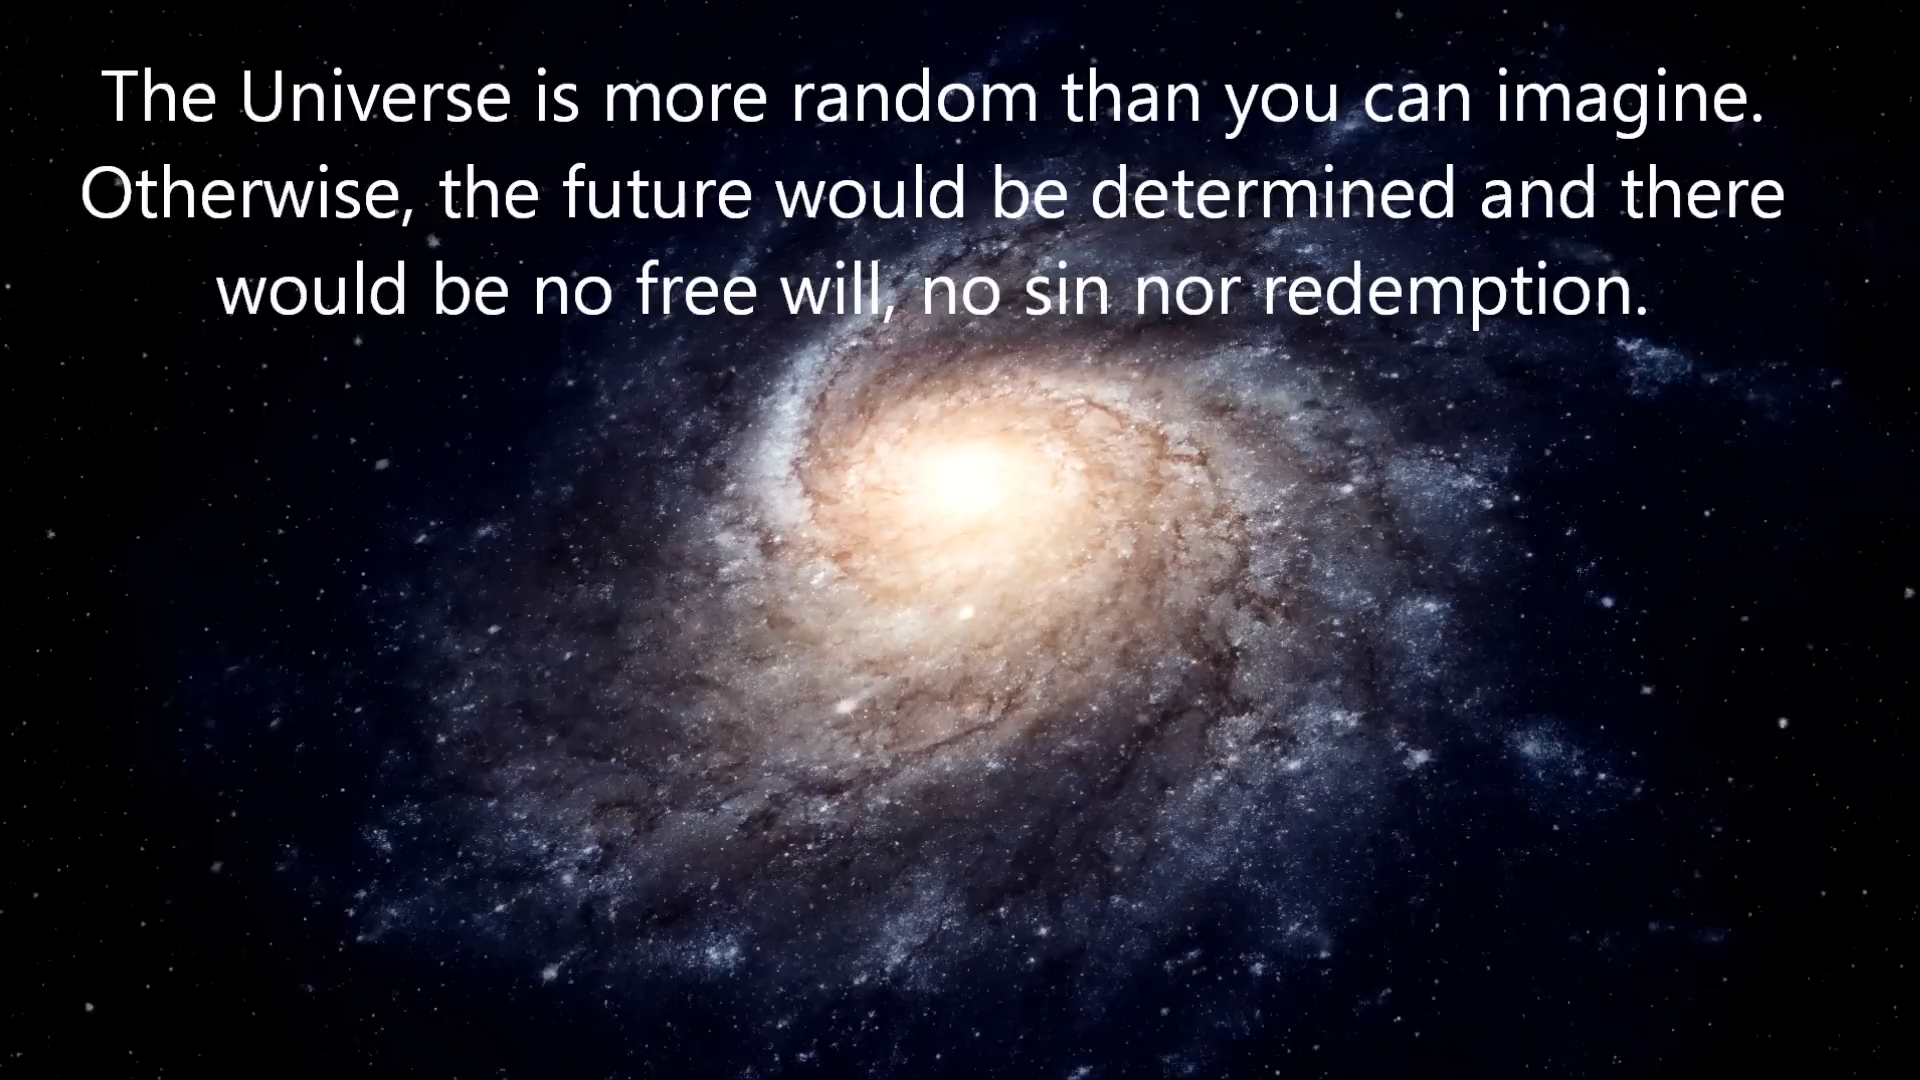 The Universe is more random than you can imagine.
Otherwise, the future would be determined and there
would be no free will, no sin nor redemption.